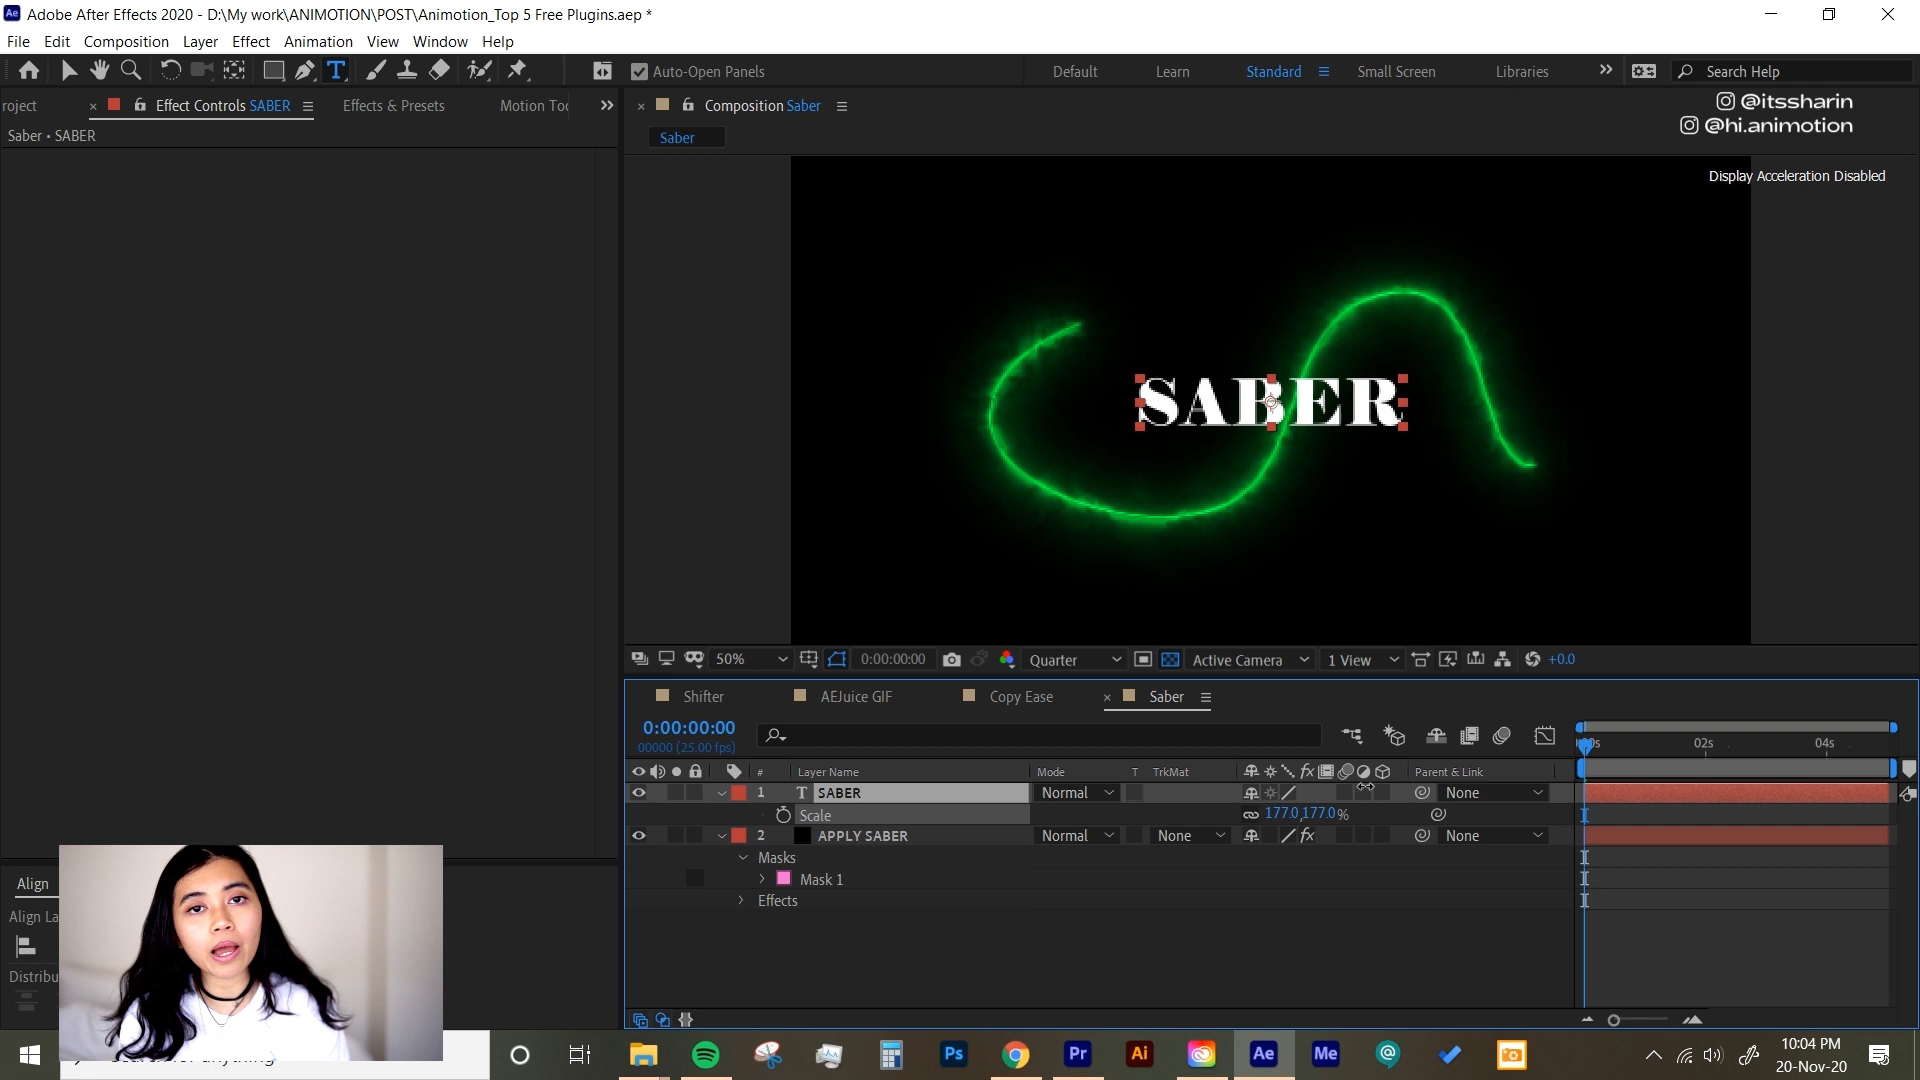 Adobe After Effects 2020 - D:\My work\ANIMOTION\POST\Animotion_Top 5 Free Plugins.aep *
File Edit Composition Layer Effect Animation View Window Help
Auto-Open Panels
Default Learn Standard Small Screen Libraries Search Help
roject Effect Controls SABER Effects & Presets Motion Too
Composition Saber
@itssharin
@hi.animotion
Saber • SABER
Saber
Display Acceleration Disabled
SABER
50% 0:00:00:00 Quarter Active Camera 1 View +0.0
Shifter AEJuice GIF Copy Ease Saber
0:00:00:00
00000 (25.00 fps)
02s 04s
# Layer Name Mode T TrkMat Parent & Link
1 T SABER Normal None
Scale 177.0,177.0%
2 APPLY SABER Normal None None
Masks
Mask 1
Effects
Align
Align La
Distribu
Ps Pr Ai Ae Me
10:04 PM
20-Nov-20